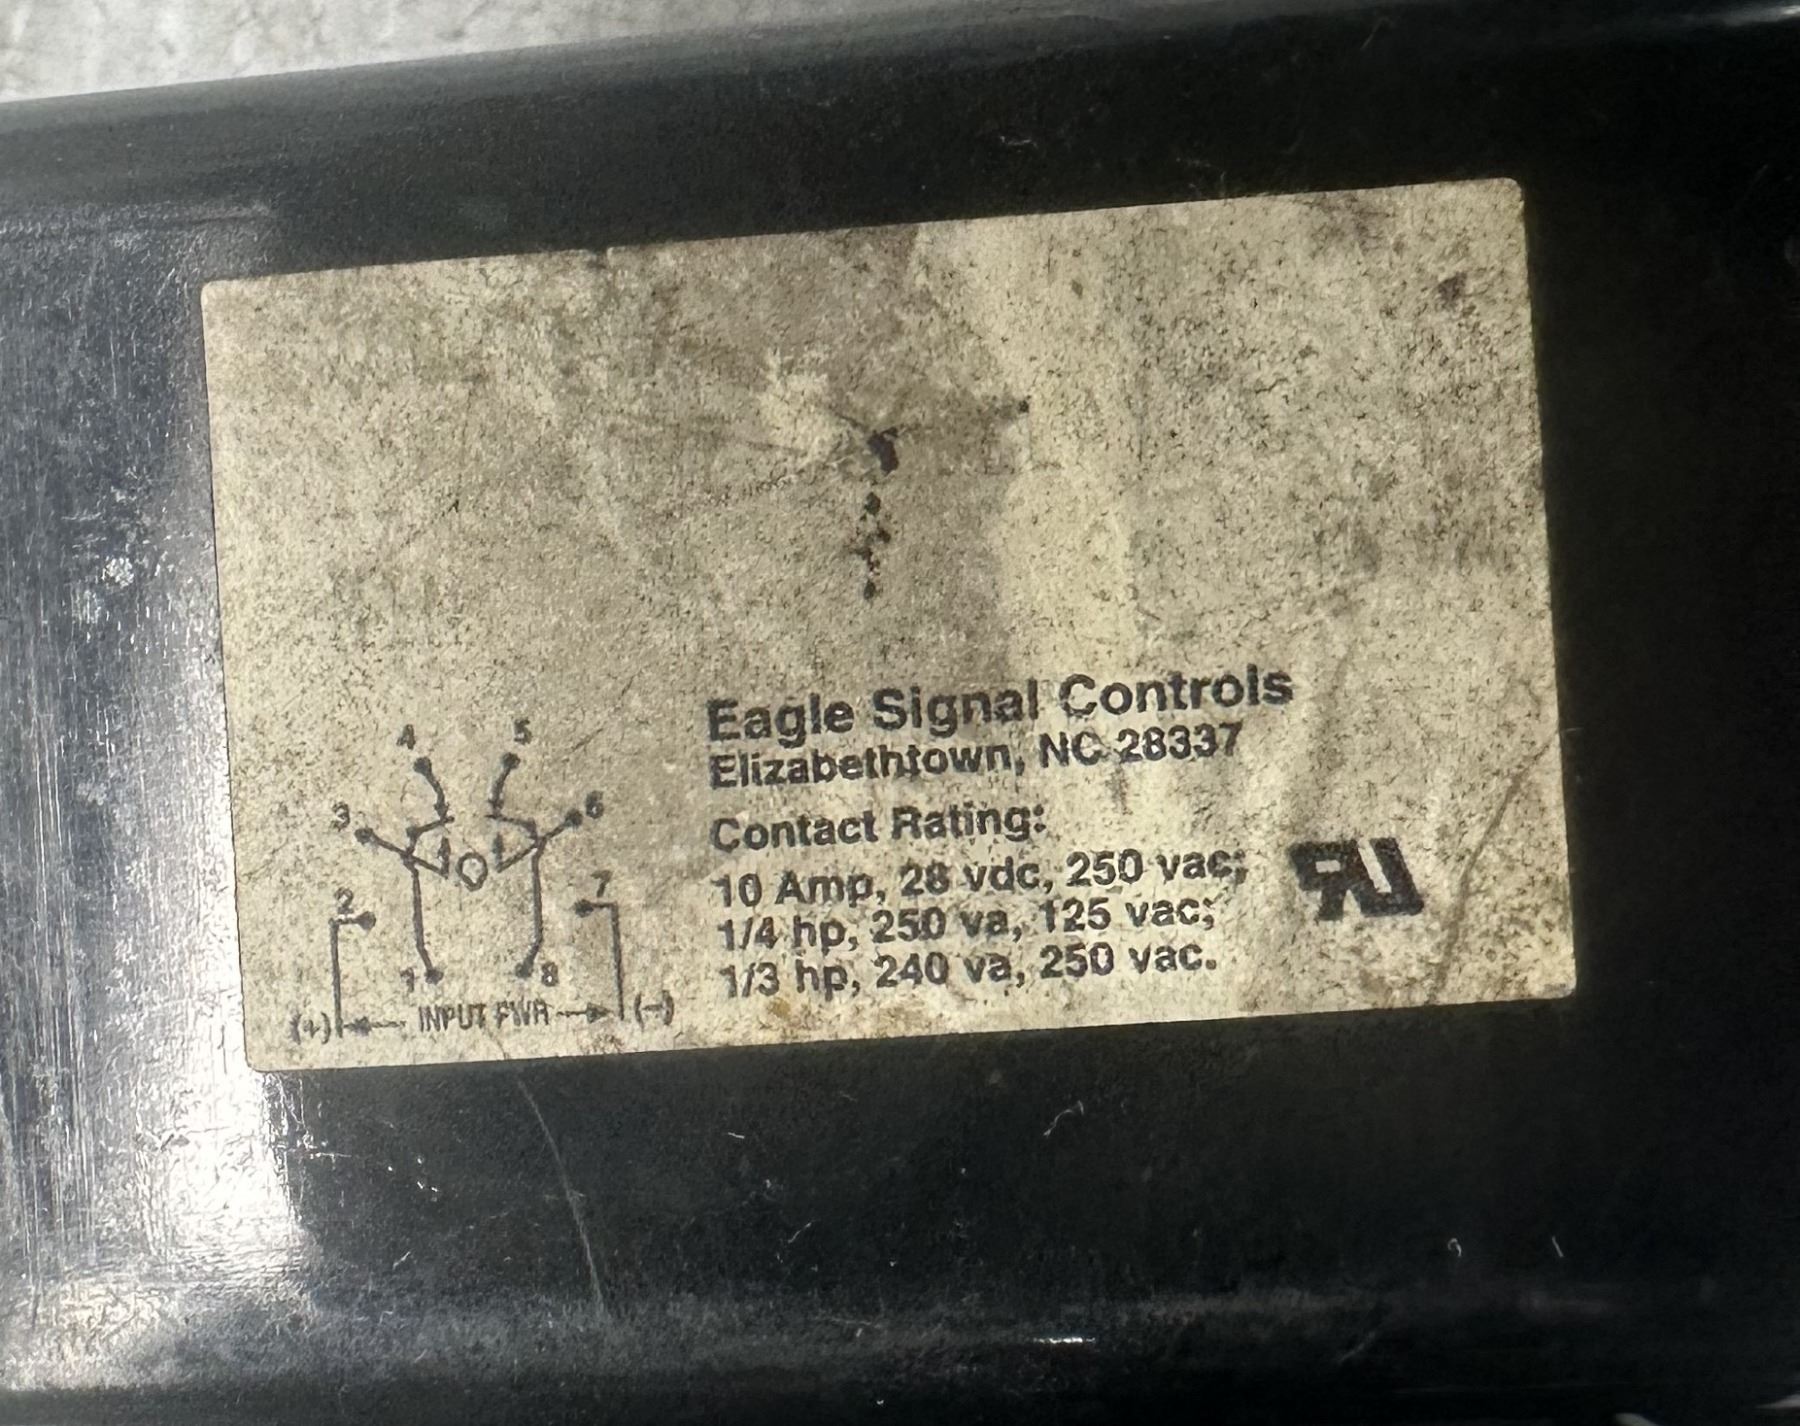 Eagle Signal Controls
Elizabethtown, NC 28337
Contact Rating:
10 Amp, 28 vdc, 250 vac;
1/4 hp, 250 va, 125 vac;
1/3 hp, 240 va, 250 vac.
RU
4 5
3 6
2 7
1 8
(+) INPUT PWR (-)